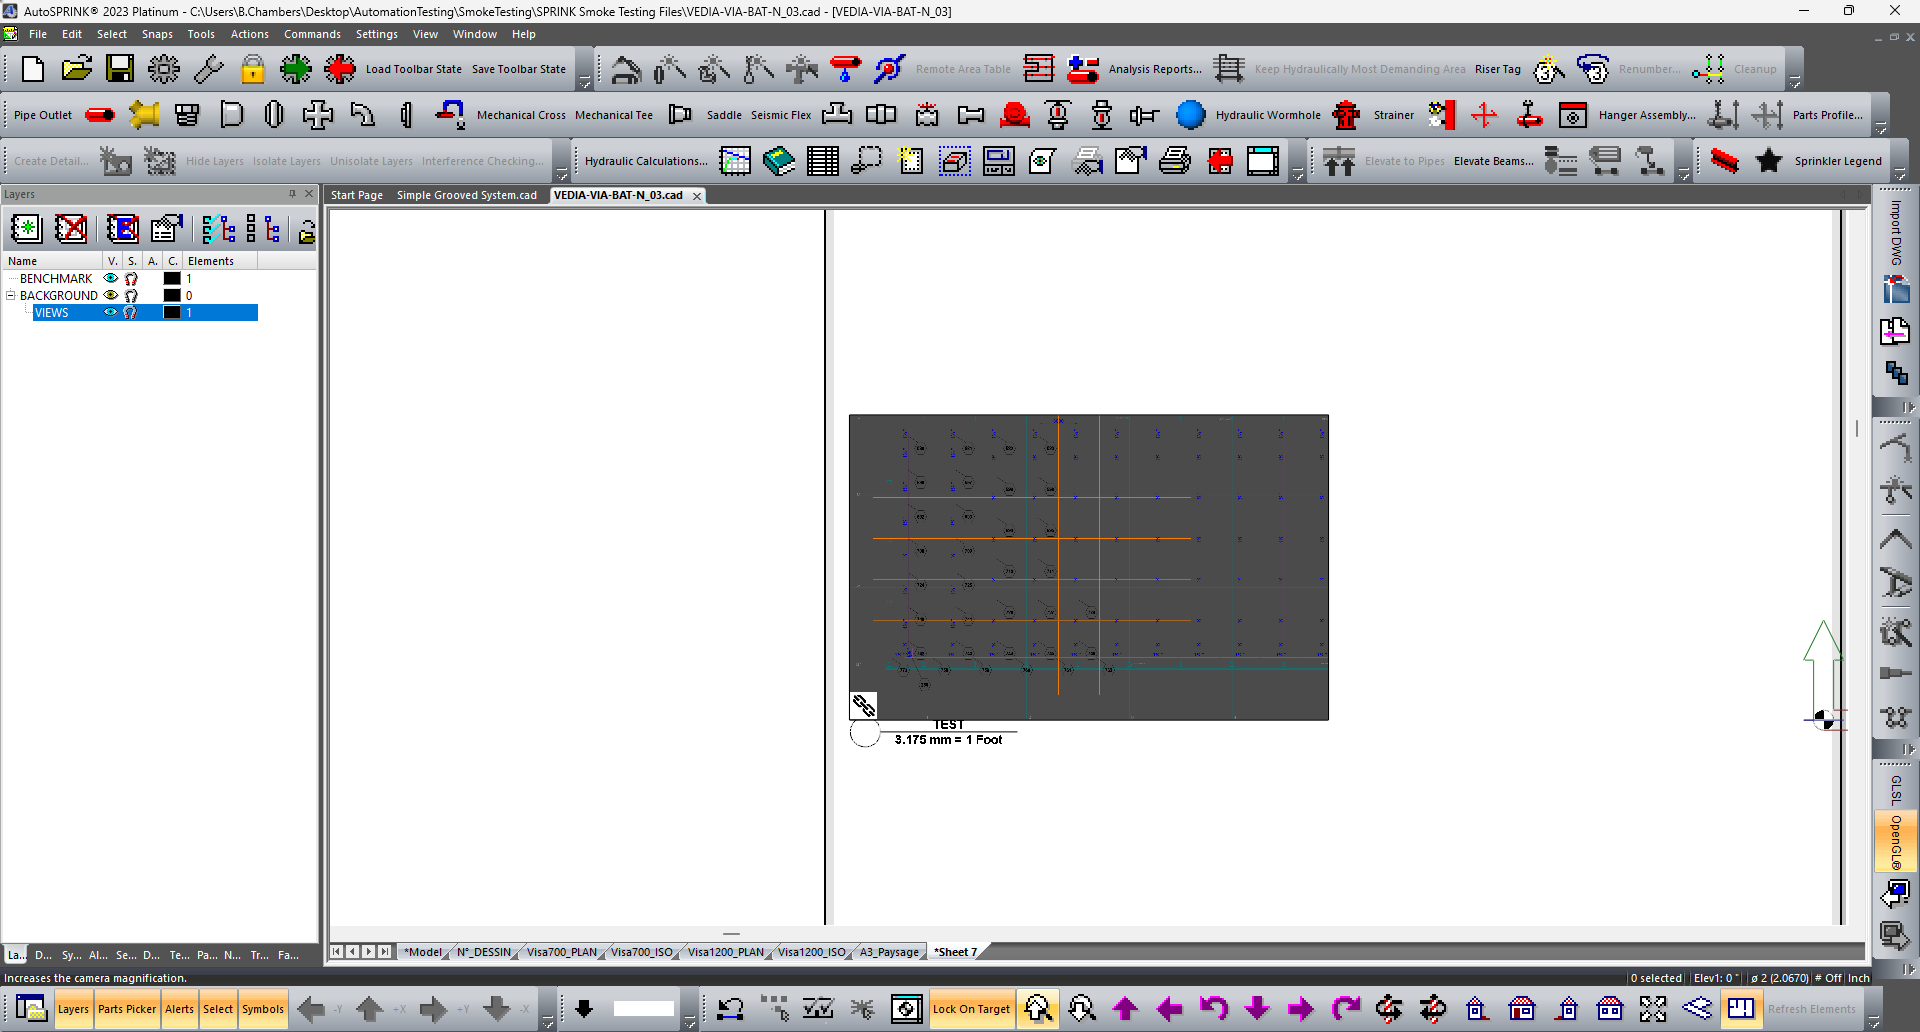 AutoSPRINK® 2023 Platinum - C:\Users\B.Chambers\Desktop\AutomationTesting\SmokeTesting\SPRINK Smoke Testing Files\VEDIA-VIA-BAT-N_03.cad - [VEDIA-VIA-BAT-N_03]
File Edit Select Snaps Tools Actions Commands Settings View Window Help
Load Toolbar State Save Toolbar State Remote Area Table Analysis Reports... Keep Hydraulically Most Demanding Area Riser Tag Renumber... Cleanup
Pipe Outlet Mechanical Cross Mechanical Tee Saddle Seismic Flex Hydraulic Wormhole Strainer Hanger Assembly... Parts Profile...
Create Detail... Hide Layers Isolate Layers Unisolate Layers Interference Checking... Hydraulic Calculations... Elevate to Pipes Elevate Beams... Sprinkler Legend
Layers
Start Page Simple Grooved System.cad VEDIA-VIA-BAT-N_03.cad
Name V. S. A. C. Elements
BENCHMARK 1
BACKGROUND 0
VIEWS 1
Import DWG
GLSL
OpenGL®
TEST
3.175 mm = 1 Foot
La... D... Sy... Al... Se... D... Te... Pa... N... Tr... Fa...
*Model N°_DESSIN Visa700_PLAN Visa700_ISO Visa1200_PLAN Visa1200_ISO A3_Paysage *Sheet 7
Increases the camera magnification.
0 selected Elev1: 0 " ø 2 (2.0670) # Off Inch
Layers Parts Picker Alerts Select Symbols -Y +X +Y -X Lock On Target Refresh Elements